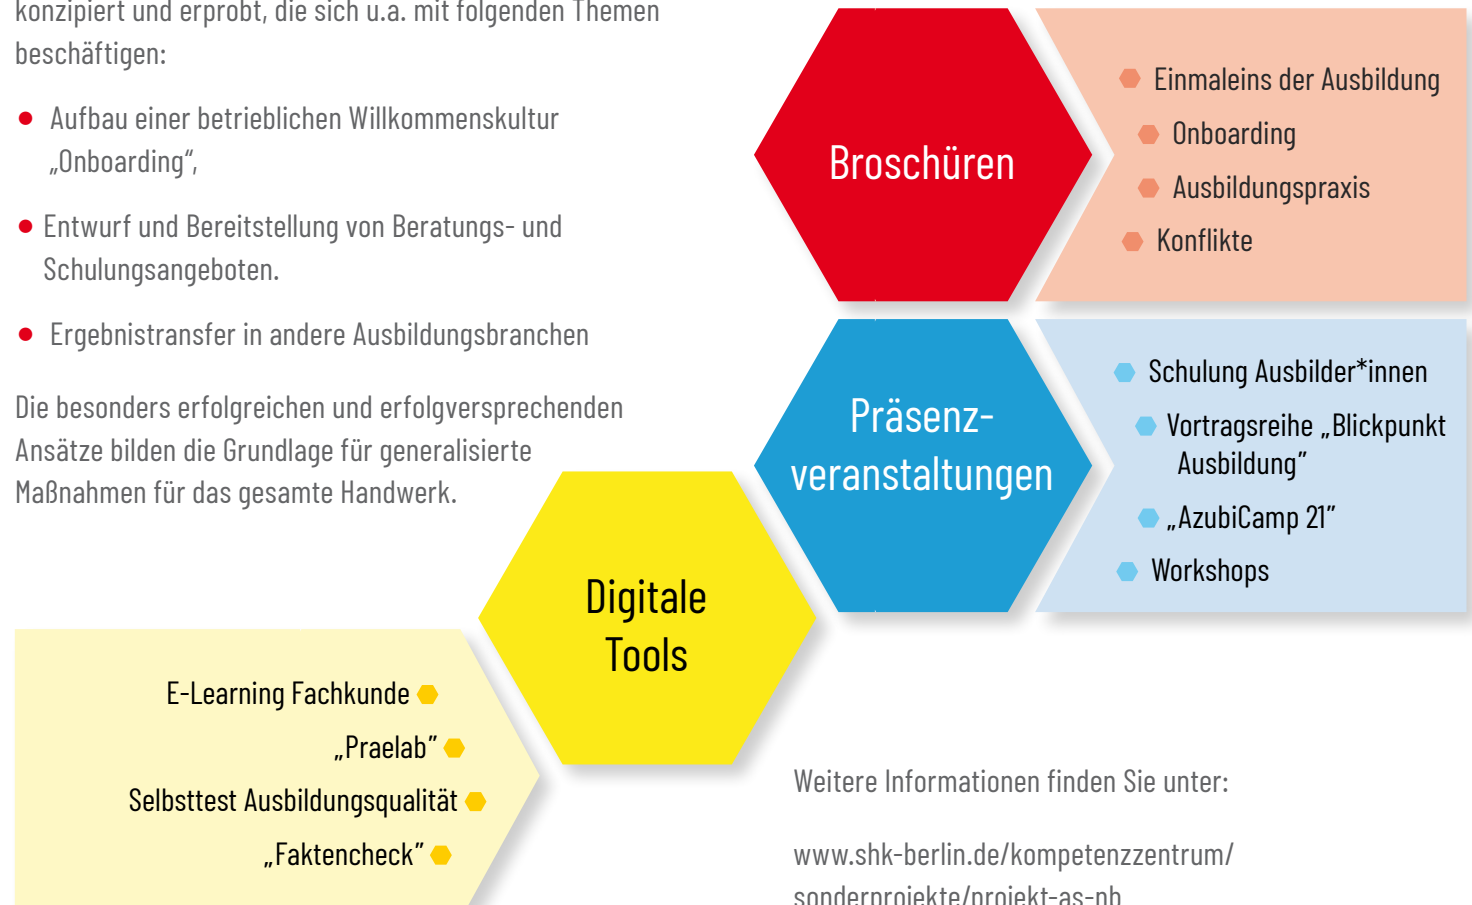 konzipiert und erprobt, die sich u.a. mit folgenden Themen
beschäftigen:
Aufbau einer betrieblichen Willkommenskultur
„Onboarding“,
Entwurf und Bereitstellung von Beratungs- und
Schulungsangeboten.
Ergebnistransfer in andere Ausbildungsbranchen
Die besonders erfolgreichen und erfolgversprechenden
Ansätze bilden die Grundlage für generalisierte
Maßnahmen für das gesamte Handwerk.
Broschüren
Einmaleins der Ausbildung
Onboarding
Ausbildungspraxis
Konflikte
Präsenz-
veranstaltungen
Schulung Ausbilder*innen
Vortragsreihe „Blickpunkt
Ausbildung”
„AzubiCamp 21”
Workshops
Digitale
Tools
E-Learning Fachkunde
„Praelab”
Selbsttest Ausbildungsqualität
„Faktencheck”
Weitere Informationen finden Sie unter:
www.shk-berlin.de/kompetenzzentrum/
sonderprojekte/projekt-as-nb